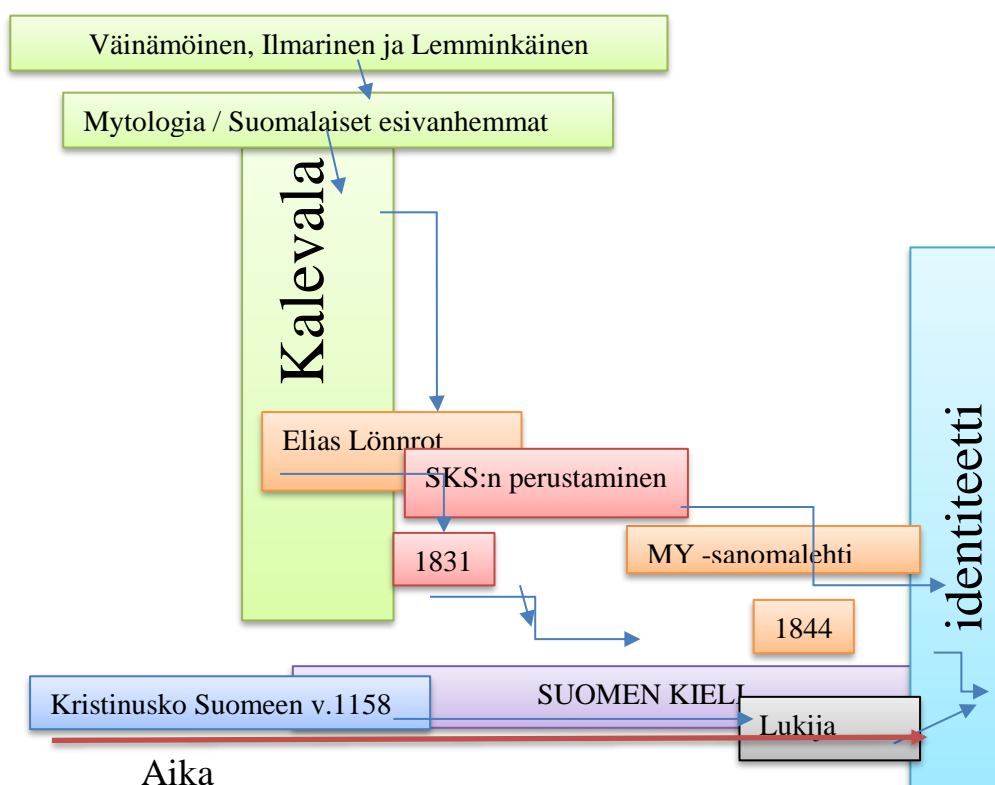 Väinämöinen, Ilmarinen ja Lemminkäinen
Mytologia / Suomalaiset esivanhemmat
Kalevala
Elias Lönnrot
SKS:n perustaminen
1831
MY -sanomalehti
1844
identiteetti
SUOMEN KIELI
Kristinusko Suomeen v.1158
Lukija
Aika